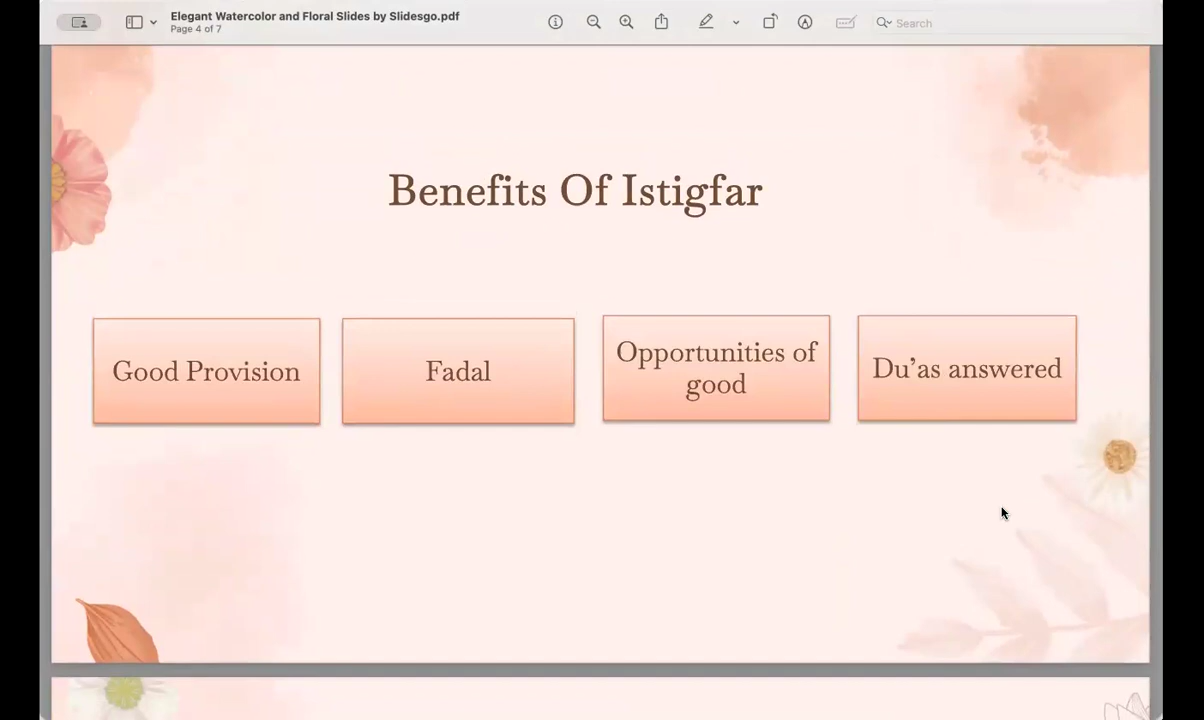 Elegant Watercolor and Floral Slides by Slidesgo.pdf
Page 4 of 7
Search
Benefits Of Istigfar
Good Provision
Fadal
Opportunities of
good
Du’as answered